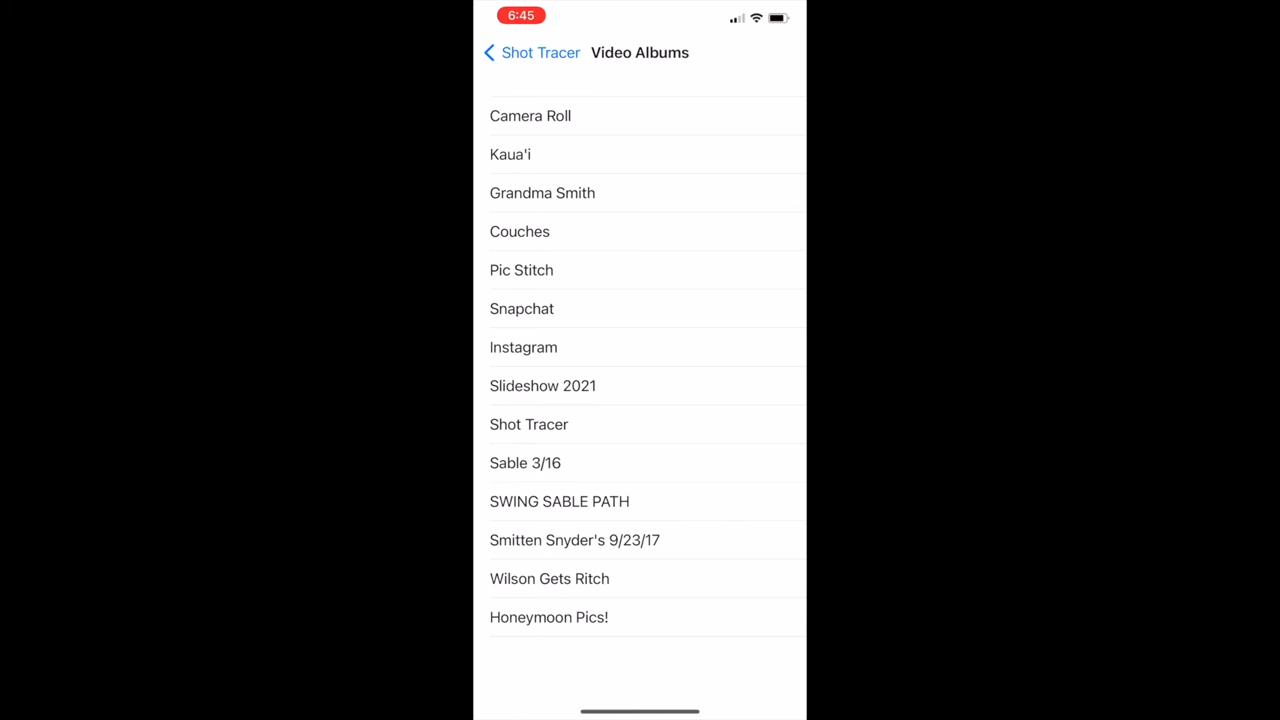 6:45
Shot Tracer Video Albums
Camera Roll
Kaua'i
Grandma Smith
Couches
Pic Stitch
Snapchat
Instagram
Slideshow 2021
Shot Tracer
Sable 3/16
SWING SABLE PATH
Smitten Snyder's 9/23/17
Wilson Gets Ritch
Honeymoon Pics!